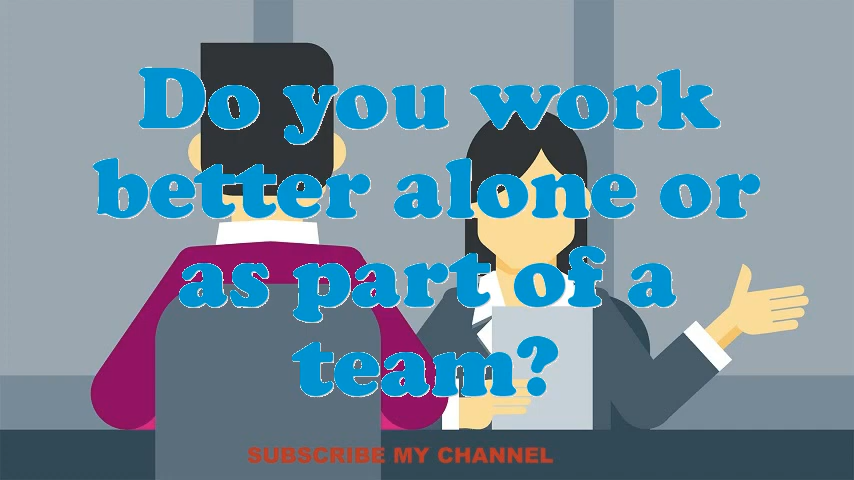 Do you work
better alone or
as part of a
team?
SUBSCRIBE MY CHANNEL